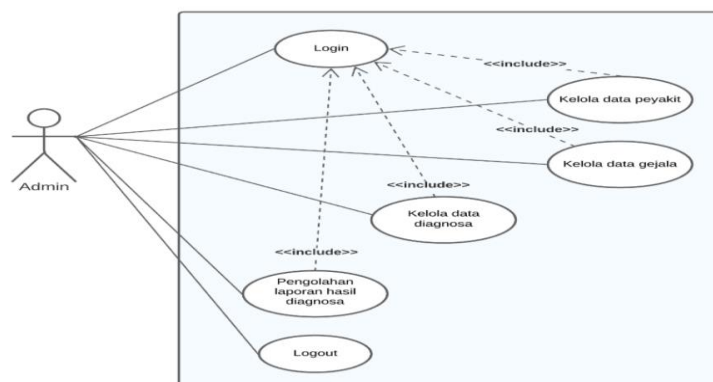 Login
<<include>>
Kelola data peyakit
<<include>>
Kelola data gejala
Admin
<<include>>
Kelola data
diagnosa
<<include>>
Pengolahan
laporan hasil
diagnosa
Logout